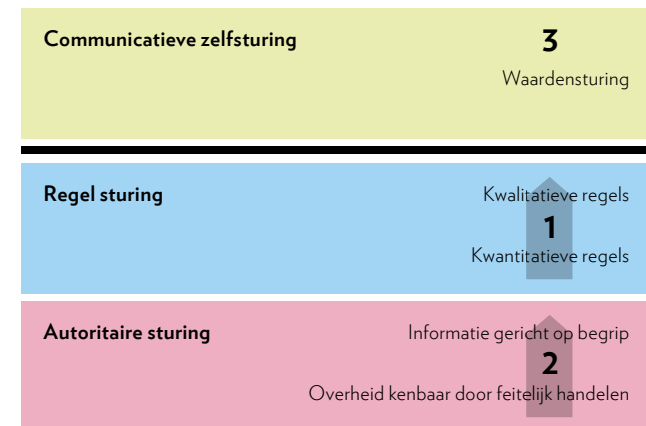 Communicatieve zelfsturing 3
Waardensturing
Regel sturing Kwalitatieve regels
1
Kwantitatieve regels
Autoritaire sturing Informatie gericht op begrip
2
Overheid kenbaar door feitelijk handelen